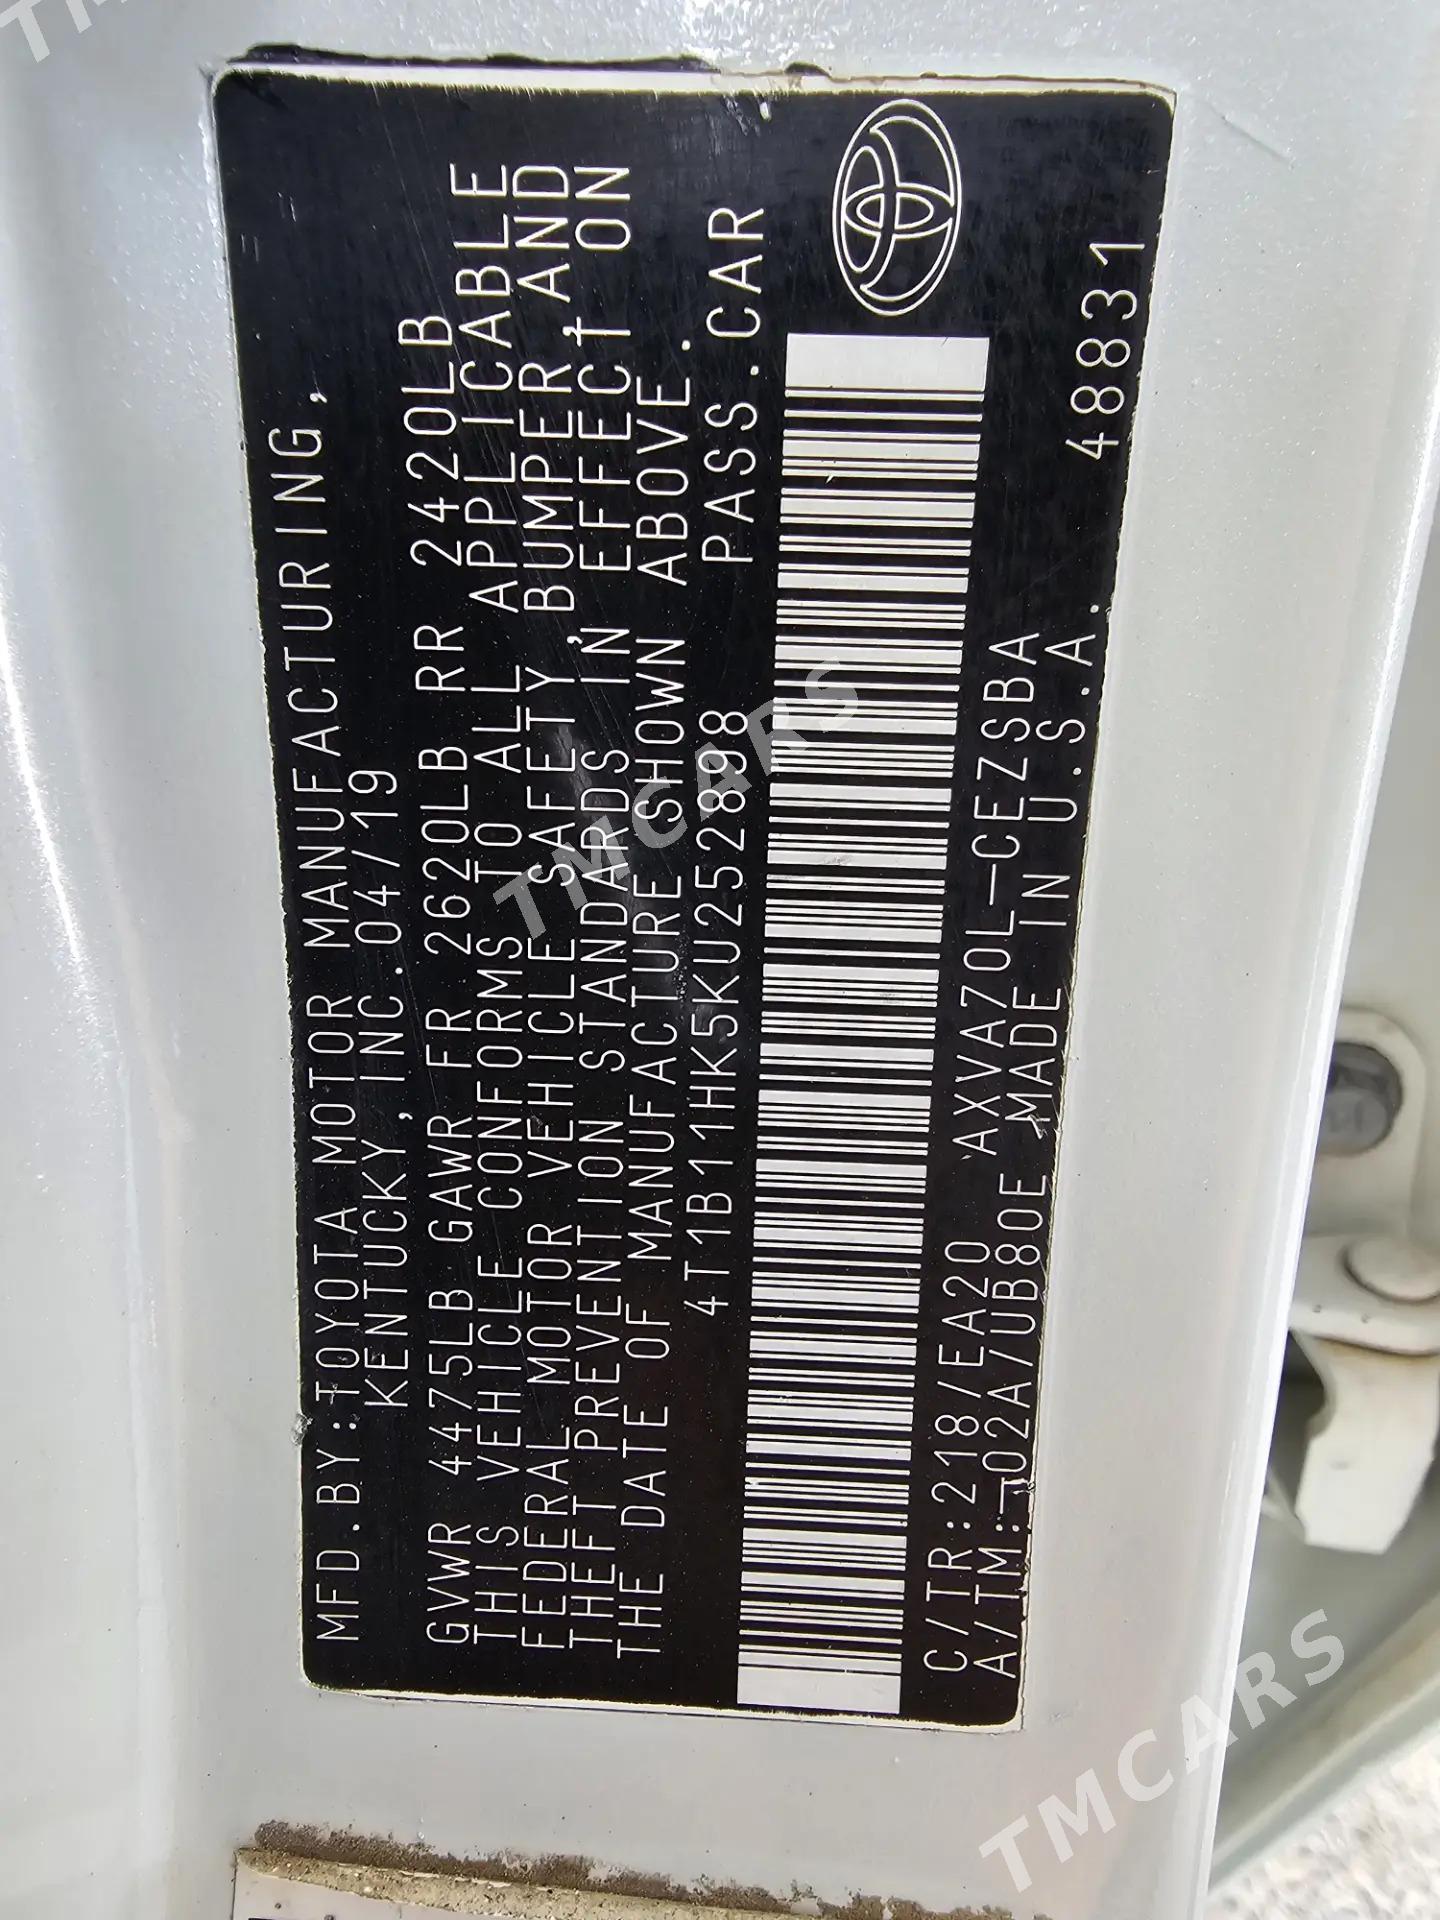 MFD.BY:TOYOTA MOTOR MANUFACTURING,
KENTUCKY,INC.04/19
GVWR 4475LB GAWR FR 2620LB RR 2420LB
THIS VEHICLE CONFORMS TO ALL APPLICABLE
FEDERAL MOTOR VEHICLE SAFETY,BUMPER,AND
THEFT PREVENTION STANDARDS IN EFFECT ON
THE DATE OF MANUFACTURE SHOWN ABOVE.
4T1B11HK5KU252898 PASS.CAR
C/TR:218/EA20 AXVA70L-CEZSBA
A/TM:-02A/UB80E MADE IN U.S.A. 48831
TMCARS
TMCARS